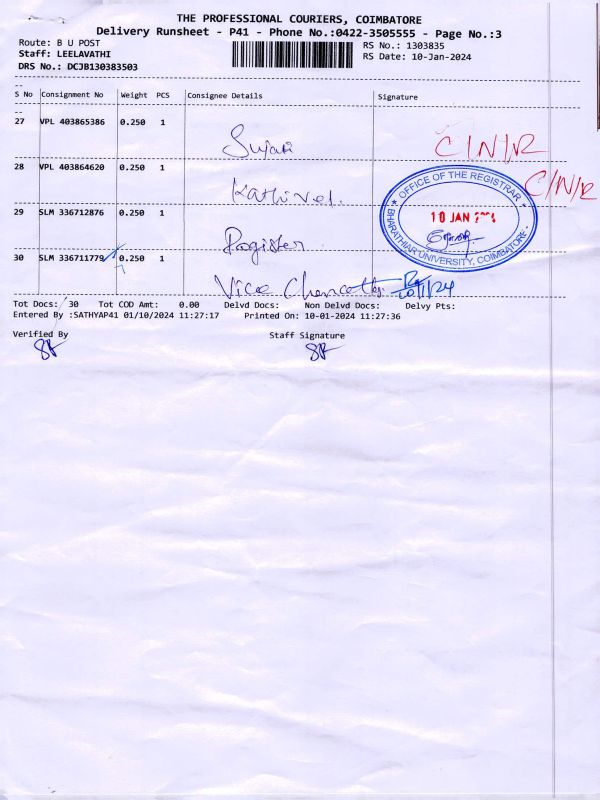 THE PROFESSIONAL COURIERS, COIMBATORE
Delivery Runsheet - P41 - Phone No.:0422-3505555 - Page No.:3
Route: B U POST
RS No.: 1303835
Staff: LEELAVATHI
RS Date: 10-Jan-2024
DRS No.: DCJB130383503
S No Consignment No Weight PCS Consignee Details Signature
27 VPL 403865386 0.250 1
C/N/R
28 VPL 403864620 0.250 1 Kathivel.
C/N/R
29 SLM 336712876 0.250 1 Register
★ OFFICE OF THE REGISTRAR ★
10 JAN
BHARATHIAR UNIVERSITY, COIMBATORE
30 SLM 336711779 0.250 1 Vice
10/1/24
Tot Docs: 30 Tot COD Amt: 0.00 Delvd Docs: Non Delvd Docs: Delvy Pts:
Entered By :SATHYAP41 01/10/2024 11:27:17 Printed On: 10-01-2024 11:27:36
Verified By Staff Signature